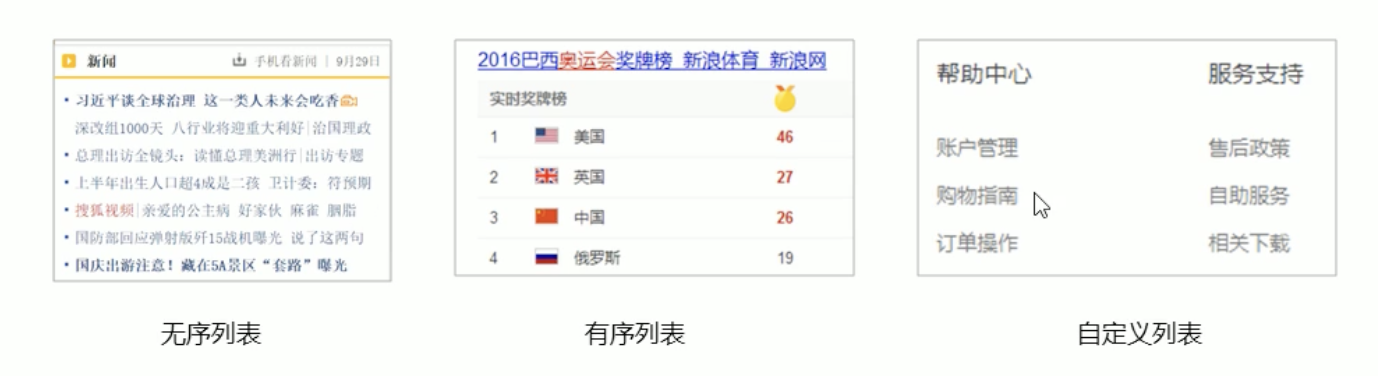 新闻 手机看新闻 | 9月29日
• 习近平谈全球治理 这一类人未来会吃香
深改组1000天 八行业将迎重大利好|治国理政
• 总理出访全镜头：读懂总理美洲行|出访专题
• 上半年出生人口超4成是二孩 卫计委：符预期
• 搜狐视频|亲爱的公主病 好家伙 麻雀 胭脂
• 国防部回应弹射版歼15战机曝光 说了这两句
• 国庆出游注意！藏在5A景区“套路”曝光
无序列表
2016巴西奥运会奖牌榜_新浪体育_新浪网
实时奖牌榜
1 美国 46
2 英国 27
3 中国 26
4 俄罗斯 19
有序列表
帮助中心 服务支持
账户管理 售后政策
购物指南 自助服务
订单操作 相关下载
自定义列表